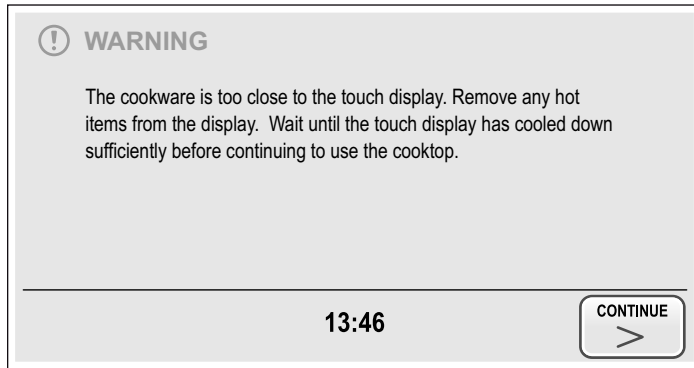 WARNING
The cookware is too close to the touch display. Remove any hot
items from the display.  Wait until the touch display has cooled down
sufficiently before continuing to use the cooktop.
13:46
CONTINUE
>